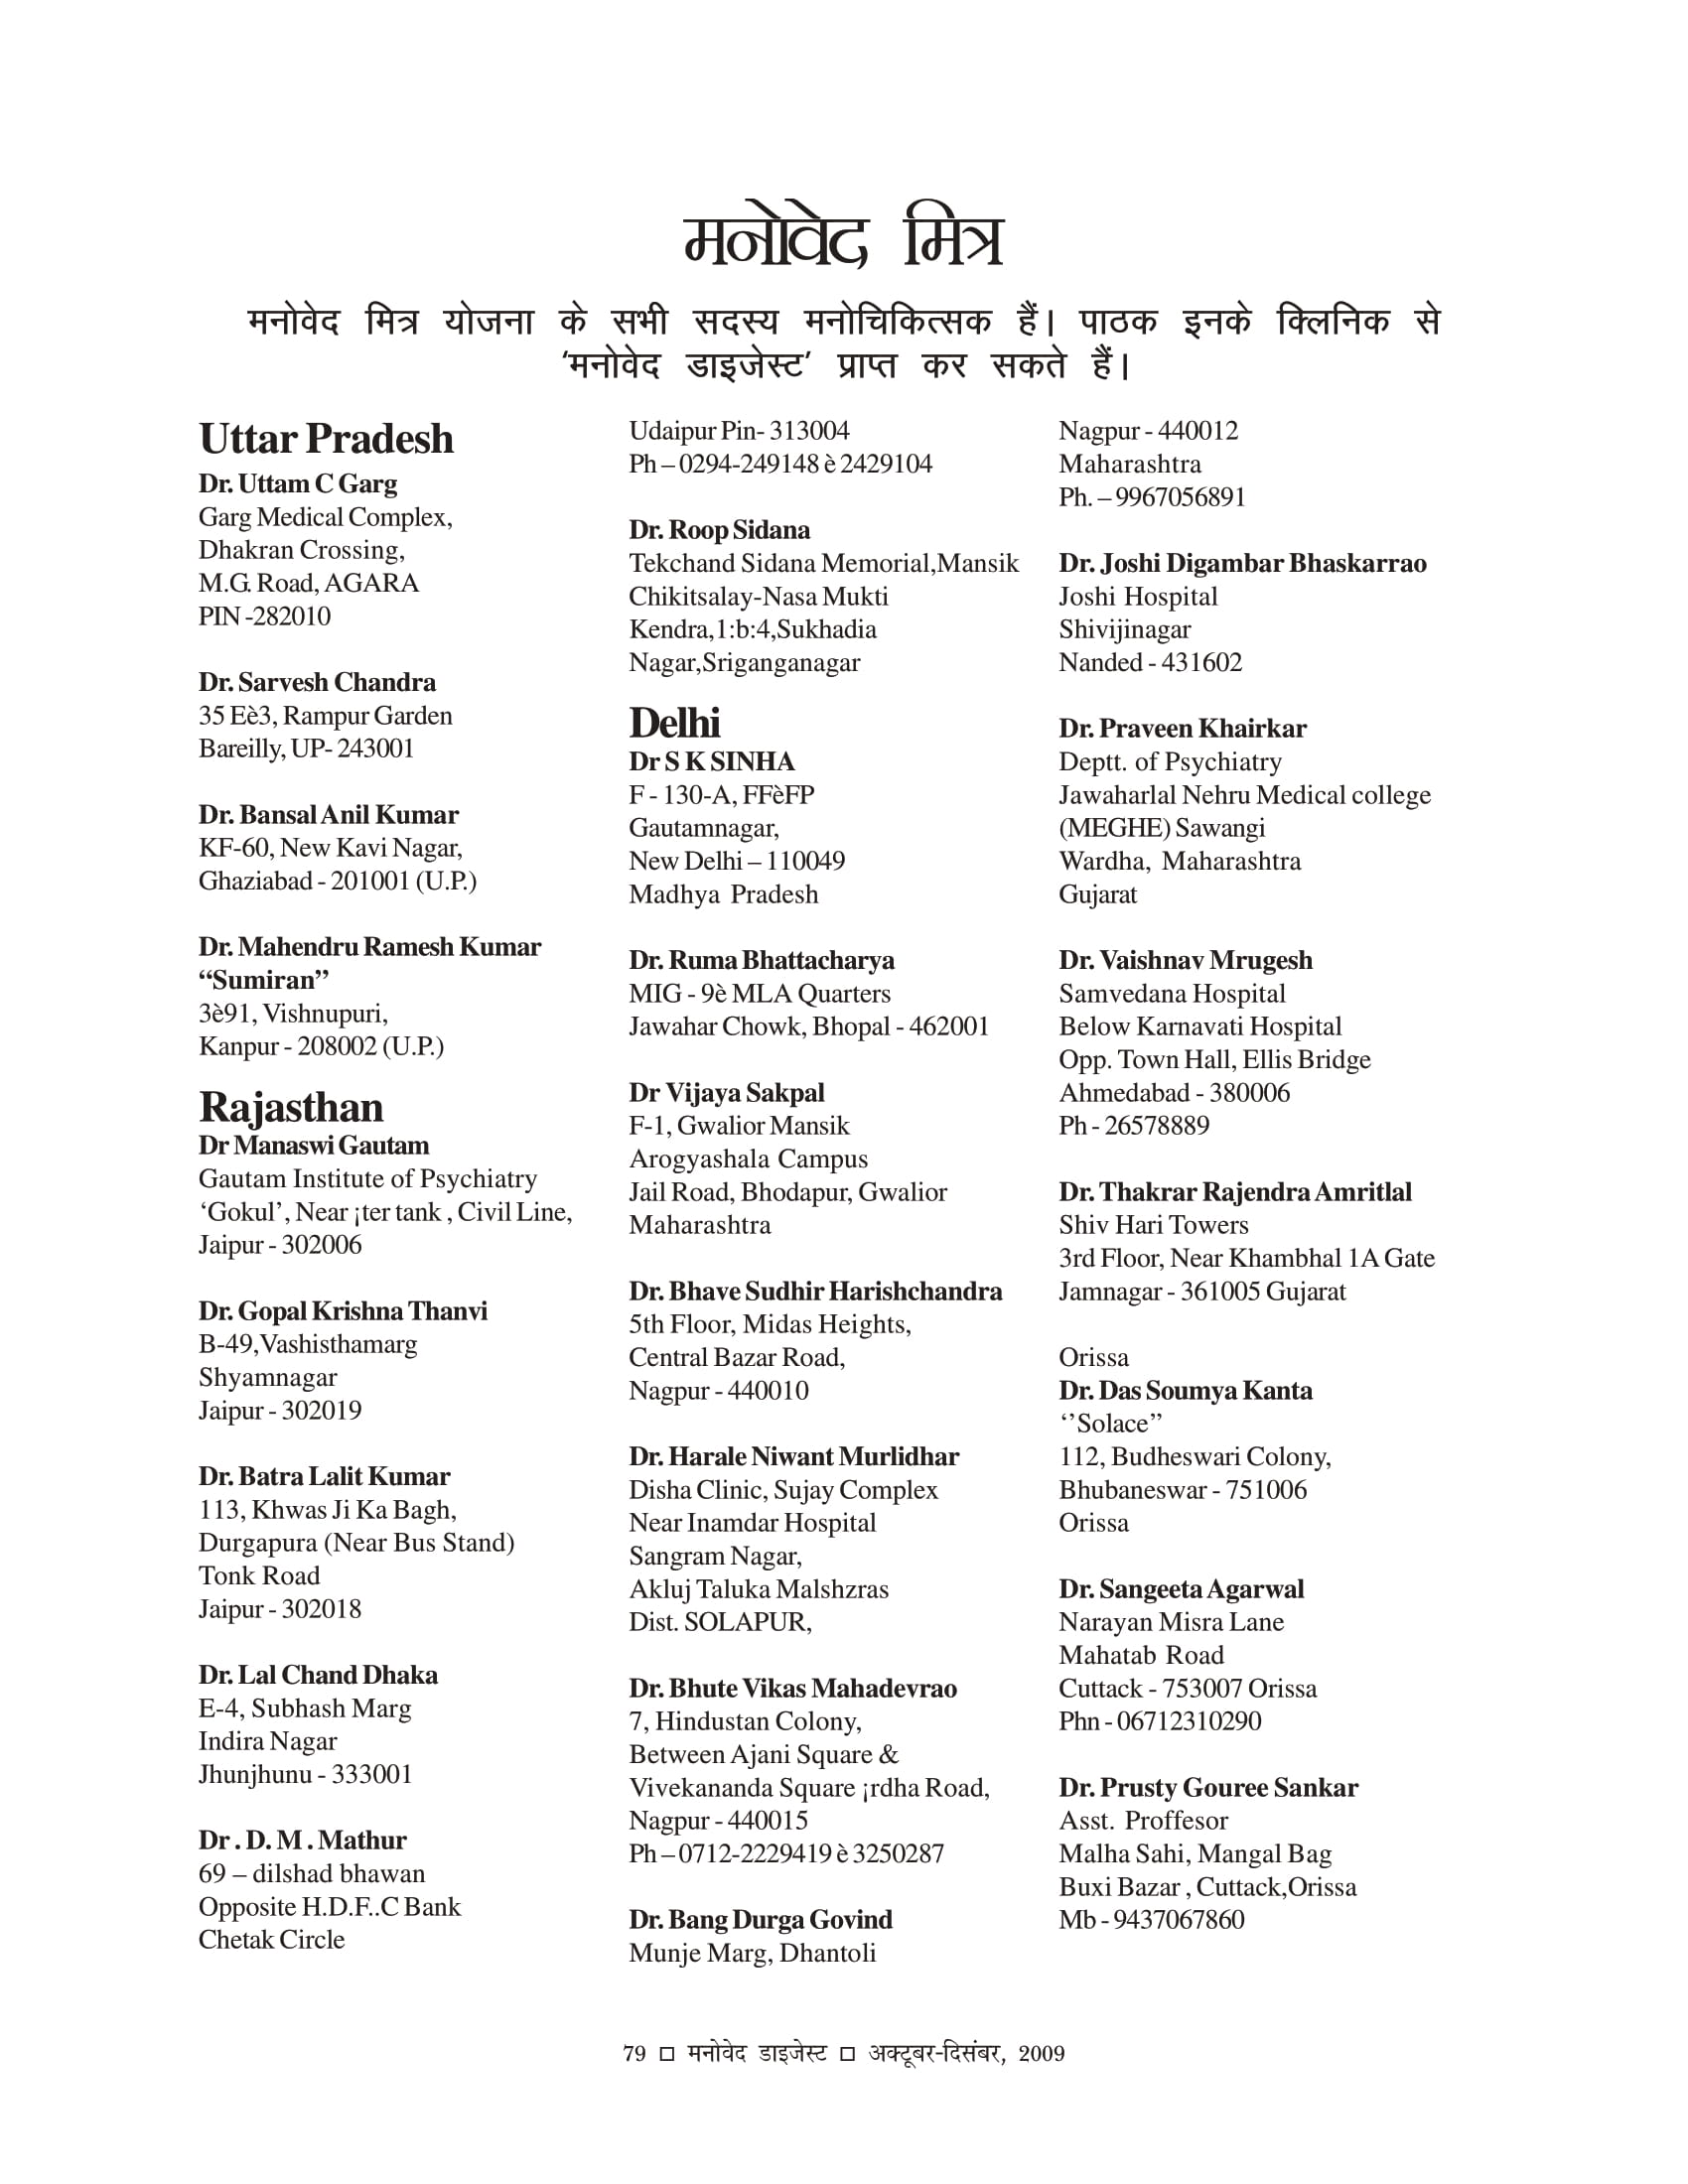 मनोवेद मित्र
मनोवेद मित्र योजना के सभी सदस्य मनोचिकित्सक हैं। पाठक इनके क्लिनिक से
‘मनोवेद डाइजेस्ट’ प्राप्त कर सकते हैं।
Uttar Pradesh
Dr. Uttam C Garg
Garg Medical Complex,
Dhakran Crossing,
M.G. Road, AGARA
PIN -282010
Dr. Sarvesh Chandra
35 Eè3, Rampur Garden
Bareilly, UP- 243001
Dr. Bansal Anil Kumar
KF-60, New Kavi Nagar,
Ghaziabad - 201001 (U.P.)
Dr. Mahendru Ramesh Kumar
“Sumiran”
3è91, Vishnupuri,
Kanpur - 208002 (U.P.)
Rajasthan
Dr Manaswi Gautam
Gautam Institute of Psychiatry
‘Gokul’, Near ¡ter tank , Civil Line,
Jaipur - 302006
Dr. Gopal Krishna Thanvi
B-49,Vashisthamarg
Shyamnagar
Jaipur - 302019
Dr. Batra Lalit Kumar
113, Khwas Ji Ka Bagh,
Durgapura (Near Bus Stand)
Tonk Road
Jaipur - 302018
Dr. Lal Chand Dhaka
E-4, Subhash Marg
Indira Nagar
Jhunjhunu - 333001
Dr . D. M . Mathur
69 – dilshad bhawan
Opposite H.D.F..C Bank
Chetak Circle
Udaipur Pin- 313004
Ph – 0294-249148 è 2429104
Dr. Roop Sidana
Tekchand Sidana Memorial,Mansik
Chikitsalay-Nasa Mukti
Kendra,1:b:4,Sukhadia
Nagar,Sriganganagar
Delhi
Dr S K SINHA
F - 130-A, FFèFP
Gautamnagar,
New Delhi – 110049
Madhya Pradesh
Dr. Ruma Bhattacharya
MIG - 9è MLA Quarters
Jawahar Chowk, Bhopal - 462001
Dr Vijaya Sakpal
F-1, Gwalior Mansik
Arogyashala Campus
Jail Road, Bhodapur, Gwalior
Maharashtra
Dr. Bhave Sudhir Harishchandra
5th Floor, Midas Heights,
Central Bazar Road,
Nagpur - 440010
Dr. Harale Niwant Murlidhar
Disha Clinic, Sujay Complex
Near Inamdar Hospital
Sangram Nagar,
Akluj Taluka Malshzras
Dist. SOLAPUR,
Dr. Bhute Vikas Mahadevrao
7, Hindustan Colony,
Between Ajani Square &
Vivekananda Square ¡rdha Road,
Nagpur - 440015
Ph – 0712-2229419 è 3250287
Dr. Bang Durga Govind
Munje Marg, Dhantoli
Nagpur - 440012
Maharashtra
Ph. – 9967056891
Dr. Joshi Digambar Bhaskarrao
Joshi Hospital
Shivijinagar
Nanded - 431602
Dr. Praveen Khairkar
Deptt. of Psychiatry
Jawaharlal Nehru Medical college
(MEGHE) Sawangi
Wardha, Maharashtra
Gujarat
Dr. Vaishnav Mrugesh
Samvedana Hospital
Below Karnavati Hospital
Opp. Town Hall, Ellis Bridge
Ahmedabad - 380006
Ph - 26578889
Dr. Thakrar Rajendra Amritlal
Shiv Hari Towers
3rd Floor, Near Khambhal 1A Gate
Jamnagar - 361005 Gujarat
Orissa
Dr. Das Soumya Kanta
‘’Solace”
112, Budheswari Colony,
Bhubaneswar - 751006
Orissa
Dr. Sangeeta Agarwal
Narayan Misra Lane
Mahatab Road
Cuttack - 753007 Orissa
Phn - 06712310290
Dr. Prusty Gouree Sankar
Asst. Proffesor
Malha Sahi, Mangal Bag
Buxi Bazar , Cuttack,Orissa
Mb - 9437067860
79 □ मनोवेद डाइजेस्ट □ अक्टूबर-दिसंबर, 2009